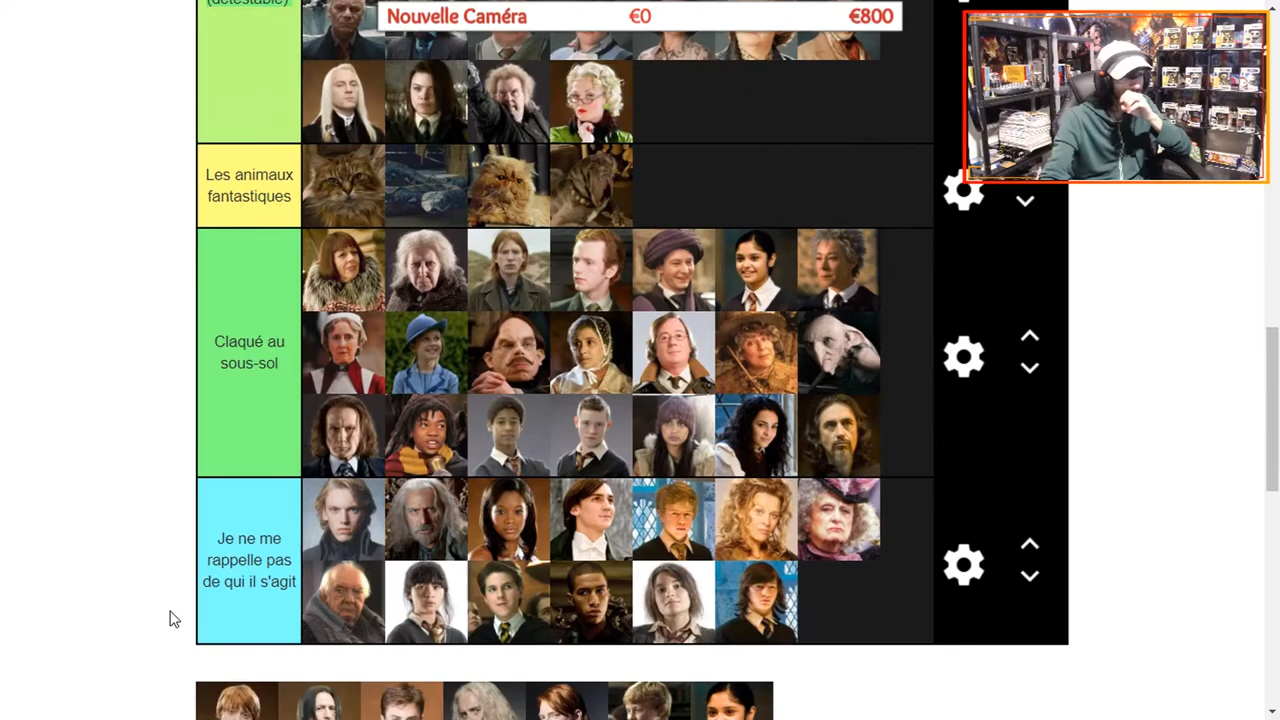 (détestable)
Nouvelle Caméra €0 €800
Les animaux
fantastiques
Claqué au
sous-sol
Je ne me
rappelle pas
de qui il s'agit